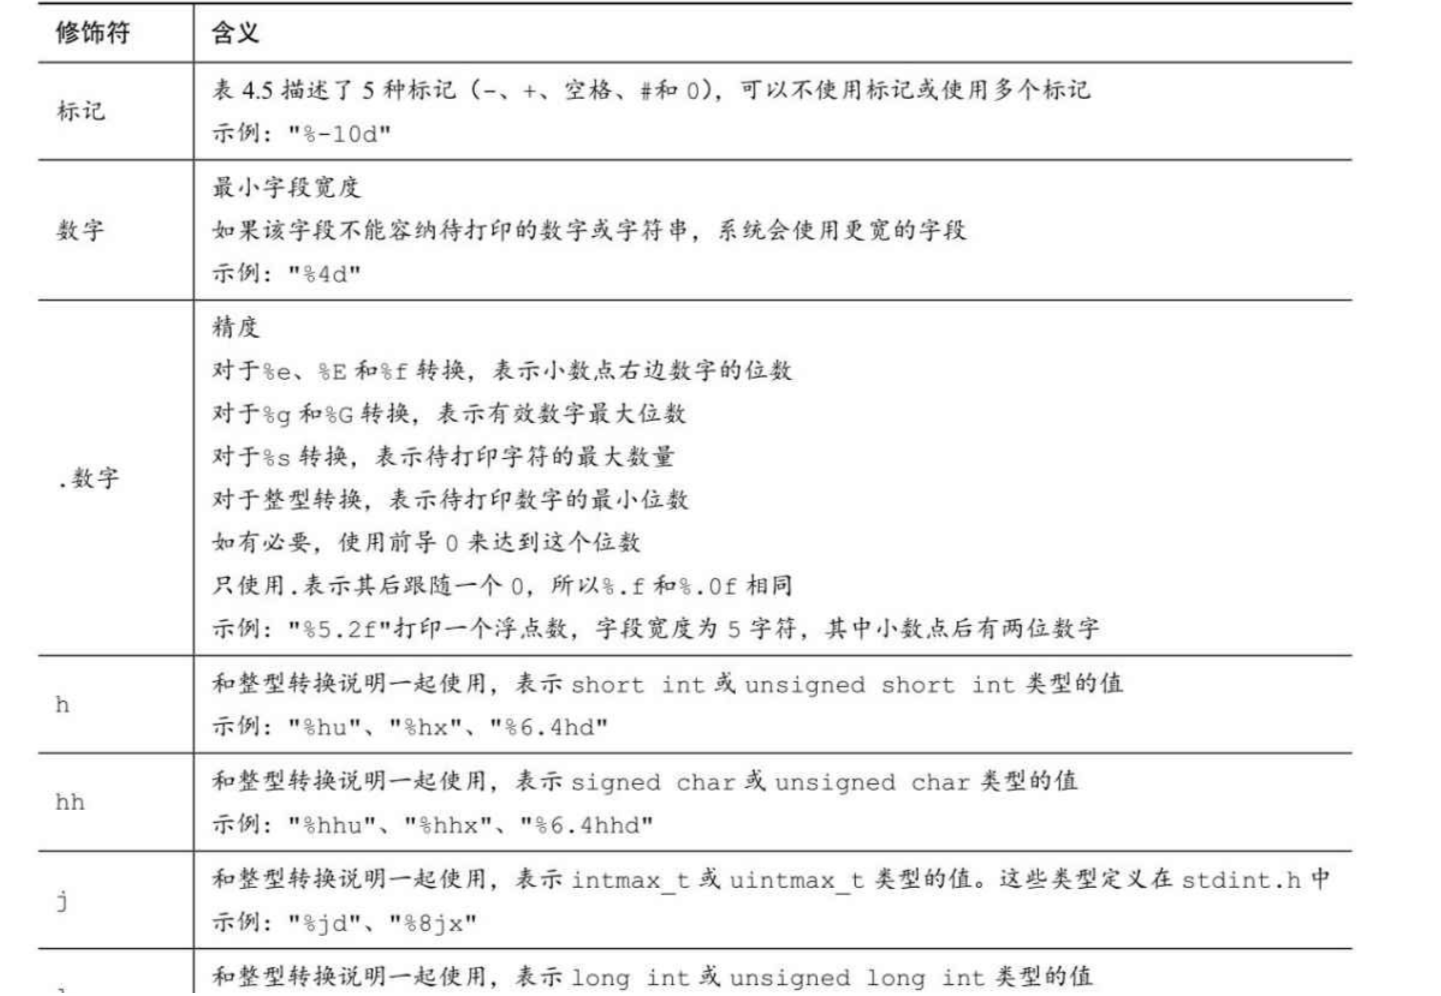 修饰符 含义
标记
表 4.5 描述了 5 种标记（-、+、空格、#和 0），可以不使用标记或使用多个标记
示例："%-10d"
数字
最小字段宽度
如果该字段不能容纳待打印的数字或字符串，系统会使用更宽的字段
示例："%4d"
.数字
精度
对于%e、%E 和%f 转换，表示小数点右边数字的位数
对于%g 和%G 转换，表示有效数字最大位数
对于%s 转换，表示待打印字符的最大数量
对于整型转换，表示待打印数字的最小位数
如有必要，使用前导 0 来达到这个位数
只使用.表示其后跟随一个 0，所以%.f 和%.0f 相同
示例："%5.2f"打印一个浮点数，字段宽度为 5 字符，其中小数点后有两位数字
h
和整型转换说明一起使用，表示 short int 或 unsigned short int 类型的值
示例："%hu"、"%hx"、"%6.4hd"
hh
和整型转换说明一起使用，表示 signed char 或 unsigned char 类型的值
示例："%hhu"、"%hhx"、"%6.4hhd"
j
和整型转换说明一起使用，表示 intmax_t 或 uintmax_t 类型的值。这些类型定义在 stdint.h 中
示例："%jd"、"%8jx"
和整型转换说明一起使用，表示 long int 或 unsigned long int 类型的值